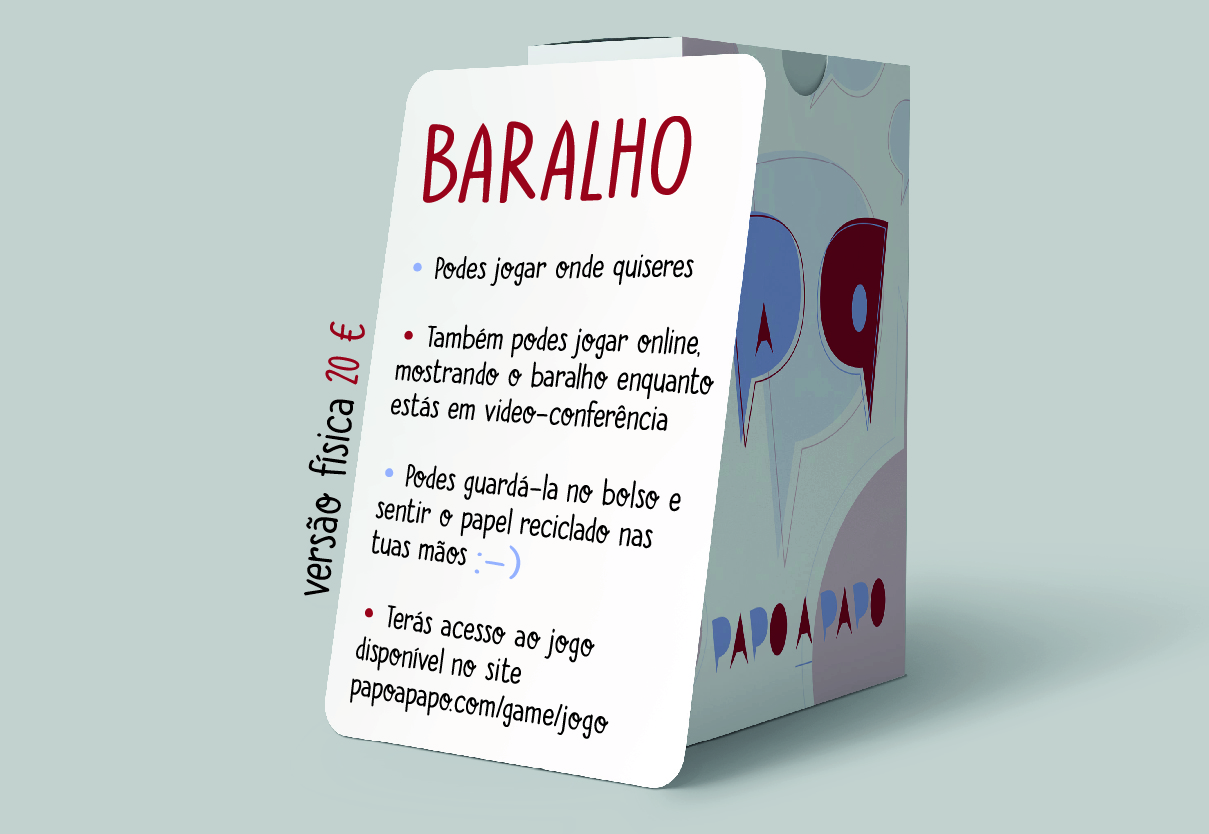 BARALHO
• Podes jogar onde quiseres
• Também podes jogar online,
mostrando o baralho enquanto
estás em video-conferência
• Podes guardá-la no bolso e
sentir o papel reciclado nas
tuas mãos :-)
• Terás acesso ao jogo
disponível no site
papoapapo.com/game/jogo
versão física 20 €
PAPO A PAPO